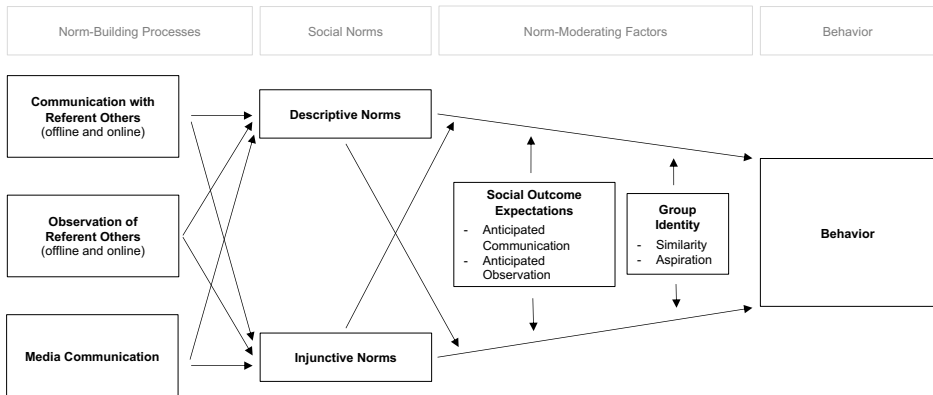 Norm-Building Processes
Social Norms
Norm-Moderating Factors
Behavior
Communication with
Referent Others
(offline and online)
Observation of
Referent Others
(offline and online)
Media Communication
Descriptive Norms
Injunctive Norms
Social Outcome
Expectations
- Anticipated
Communication
- Anticipated
Observation
Group
Identity
- Similarity
- Aspiration
Behavior